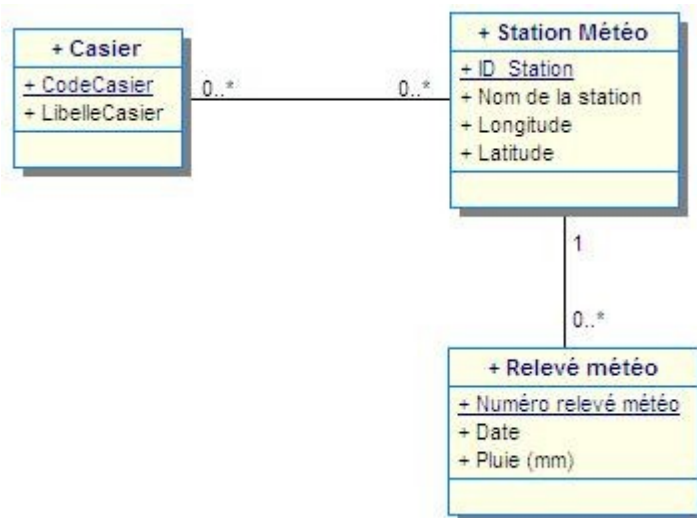 + Casier
+ CodeCasier
+ LibelleCasier
0..*
0..*
+ Station Météo
+ ID_Station
+ Nom de la station
+ Longitude
+ Latitude
1
0..*
+ Relevé météo
+ Numéro relevé météo
+ Date
+ Pluie (mm)